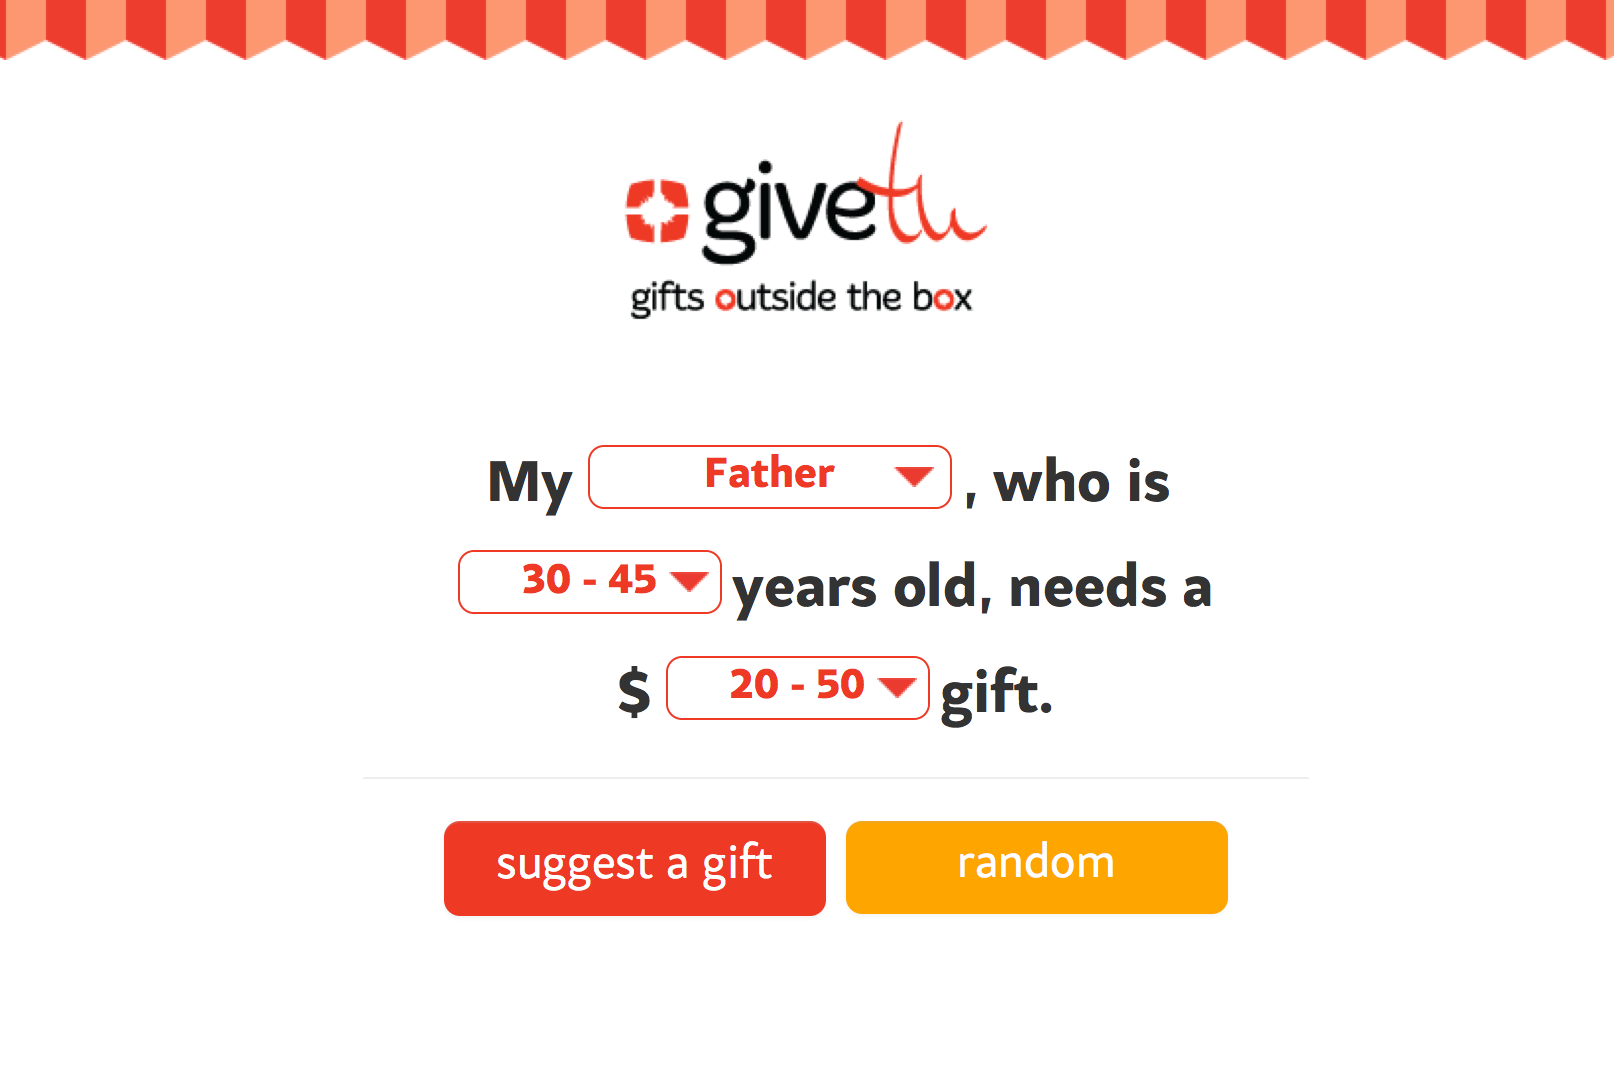 givetu
gifts outside the box
My Father , who is
30 - 45 years old, needs a
$ 20 - 50 gift.
suggest a gift
random